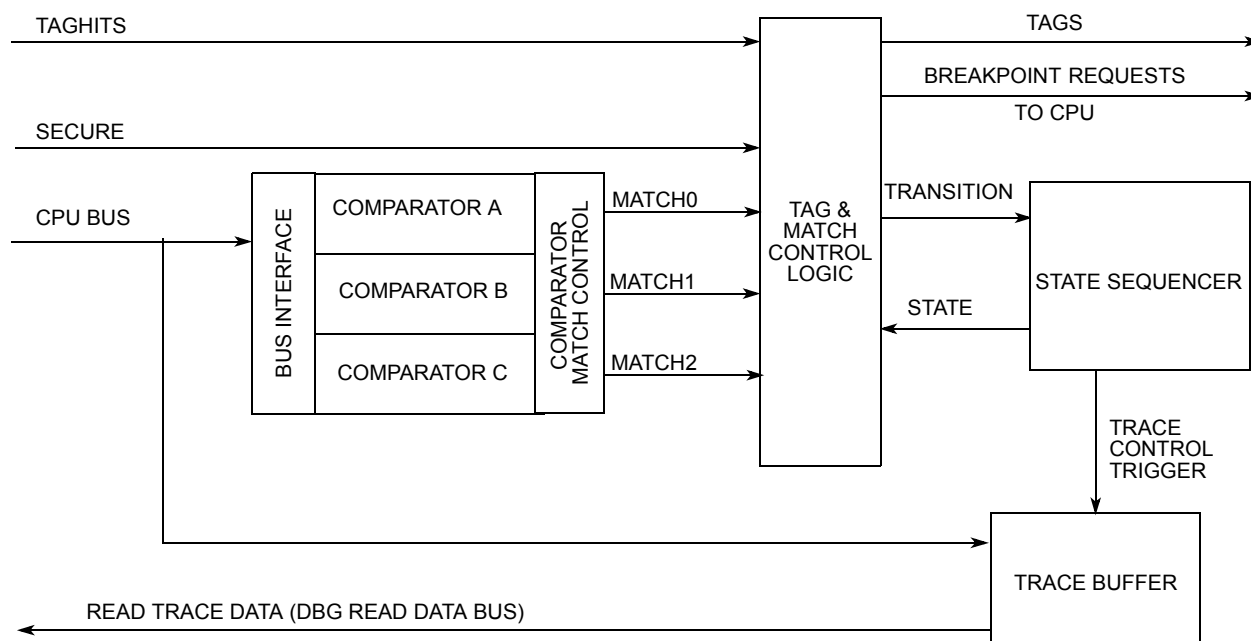 TAGHITS
TAGS
BREAKPOINT REQUESTS
TO CPU
SECURE
CPU BUS
BUS INTERFACE
COMPARATOR A
COMPARATOR B
COMPARATOR C
COMPARATOR
MATCH CONTROL
MATCH0
MATCH1
MATCH2
TAG &
MATCH
CONTROL
LOGIC
TRANSITION
STATE
STATE SEQUENCER
TRACE
CONTROL
TRIGGER
TRACE BUFFER
READ TRACE DATA (DBG READ DATA BUS)